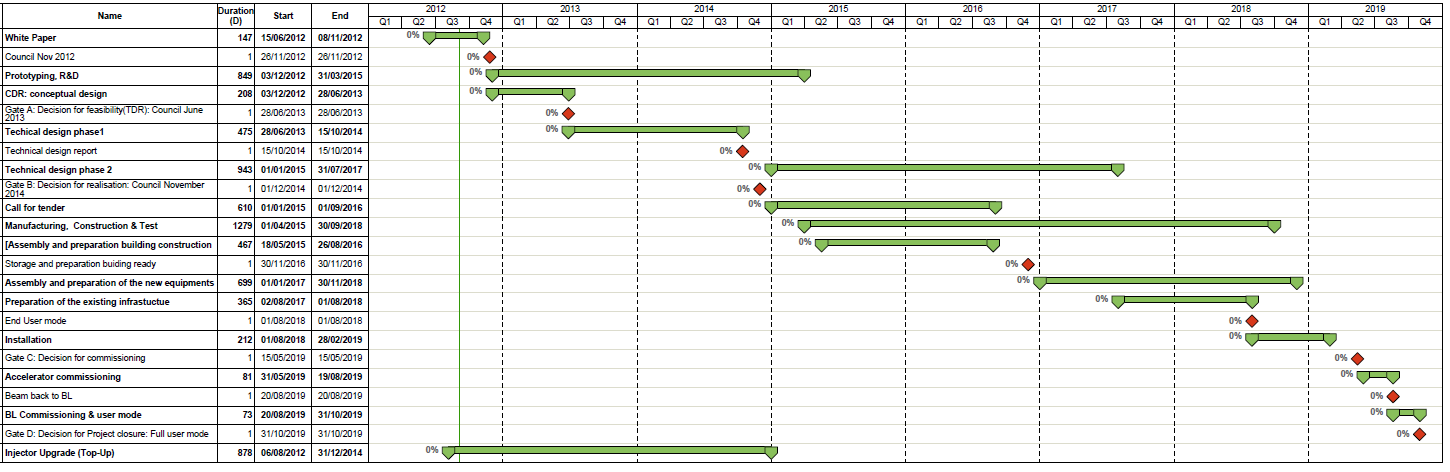 Name Duration (D) Start End 2012 2013 2014 2015 2016 2017 2018 2019
Q1 Q2 Q3 Q4 Q1 Q3 Q4 Q1 Q3 Q4 Q1 Q3 Q4 Q1 Q3 Q4 Q1 Q3 Q4 Q1 Q3 Q4 Q1 Q2 Q3 Q4
White Paper 147 15/06/2012 08/11/2012 0%
Council Nov 2012 1 26/11/2012 26/11/2012 0%
Prototyping, R&D 849 03/12/2012 31/03/2015 0%
CDR: conceptual design 208 03/12/2012 28/06/2013 0%
Gate A: Decision for feasibility(TDR): Council June
2013 1 28/06/2013 28/06/2013 0%
Techical design phase1 475 28/06/2013 15/10/2014 0%
Technical design report 1 15/10/2014 15/10/2014 0%
Technical design phase 2 943 01/01/2015 31/07/2017 0%
Gate B: Decision for realisation: Council November
2014 1 01/12/2014 01/12/2014 0%
Call for tender 610 01/01/2015 01/09/2016 0%
Manufacturing, Construction & Test 1279 01/04/2015 30/09/2018 0%
[Assembly and preparation building construction 467 18/05/2015 26/08/2016 0%
Storage and preparation buiding ready 1 30/11/2016 30/11/2016 0%
Assembly and preparation of the new equipments 699 01/01/2017 30/11/2018 0%
Preparation of the existing infrastuctue 365 02/08/2017 01/08/2018 0%
End User mode 1 01/08/2018 01/08/2018 0%
Installation 212 01/08/2018 28/02/2019 0%
Gate C: Decision for commissioning 1 15/05/2019 15/05/2019 0%
Accelerator commissioning 81 31/05/2019 19/08/2019 0%
Beam back to BL 1 20/08/2019 20/08/2019 0%
BL Commissioning & user mode 73 20/08/2019 31/10/2019 0%
Gate D: Decision for Project closure: Full user mode 1 31/10/2019 31/10/2019 0%
Injector Upgrade (Top-Up) 878 06/08/2012 31/12/2014 0%